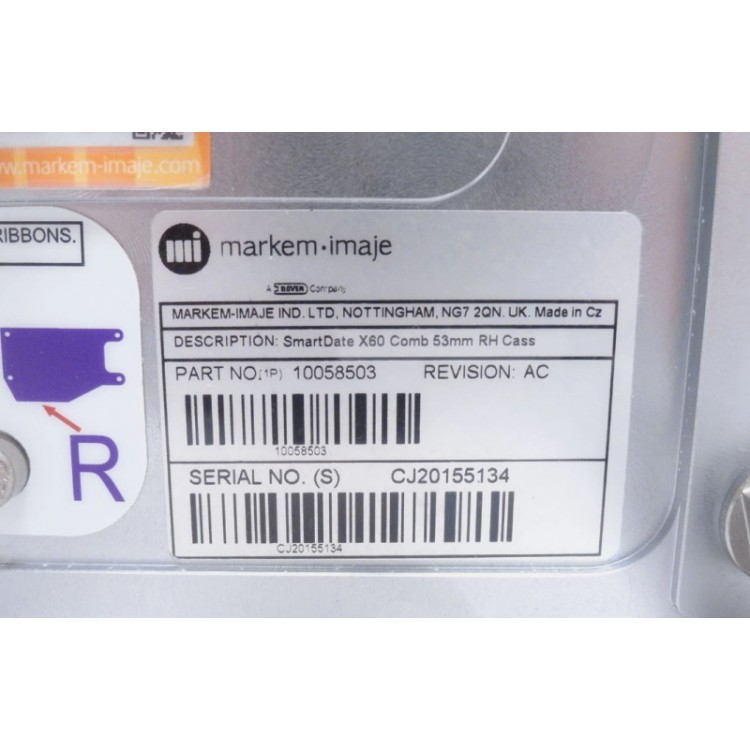 www.markem-imaje.com
RIBBONS.
R
mi markem·imaje
A DOVER Company
MARKEM-IMAJE IND. LTD, NOTTINGHAM, NG7 2QN. UK. Made in Cz
DESCRIPTION: SmartDate X60 Comb 53mm RH Cass
PART NO(1P) 10058503 REVISION: AC
10058503
SERIAL NO. (S) CJ20155134
CJ20155134